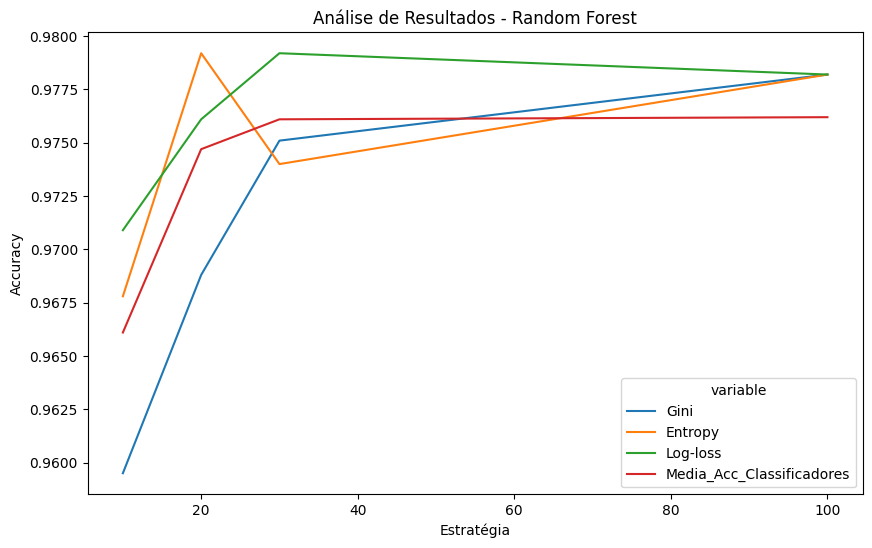 Análise de Resultados - Random Forest
0.9800
0.9775
0.9750
0.9725
0.9700
0.9675
0.9650
0.9625
0.9600
Accuracy
variable
Gini
Entropy
Log-loss
Media_Acc_Classificadores
20
40
60
80
100
Estratégia